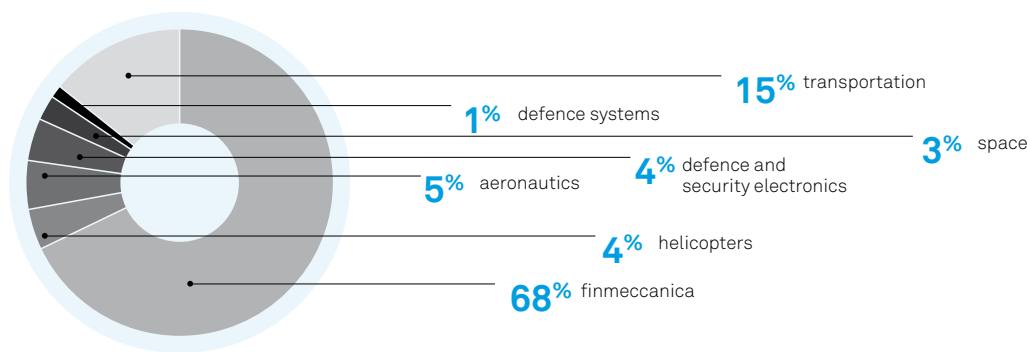 15% transportation
1% defence systems
3% space
4% defence and
security electronics
5% aeronautics
4% helicopters
68% finmeccanica